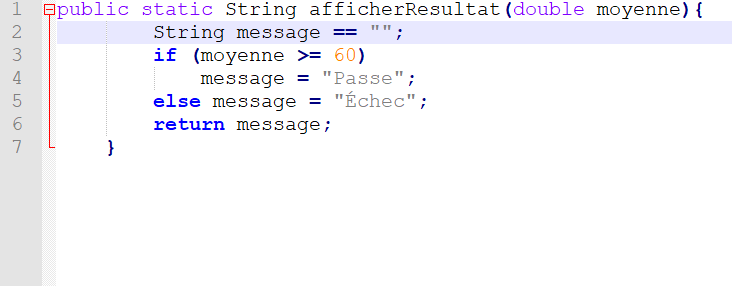 1 public static String afficherResultat(double moyenne){
2 String message == "";
3 if (moyenne >= 60)
4 message = "Passe";
5 else message = "Échec";
6 return message;
7 }